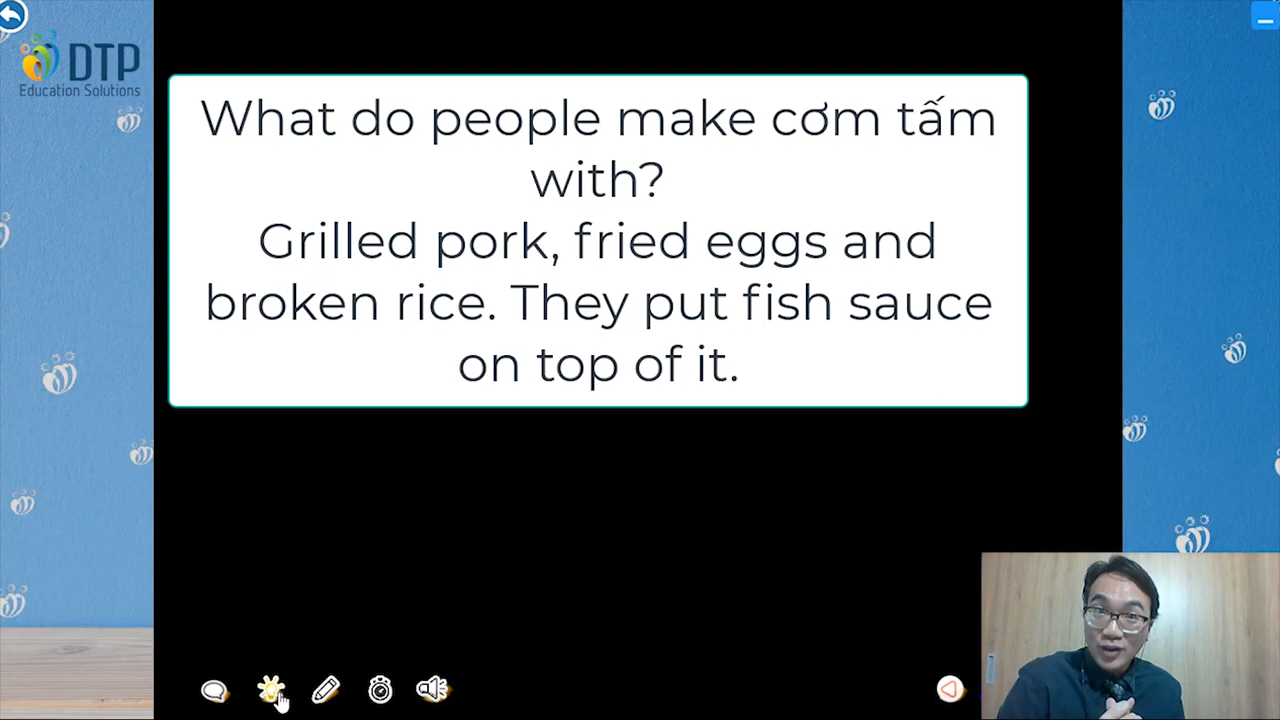 DTP
Education Solutions
What do people make cơm tấm
with?
Grilled pork, fried eggs and
broken rice. They put fish sauce
on top of it.